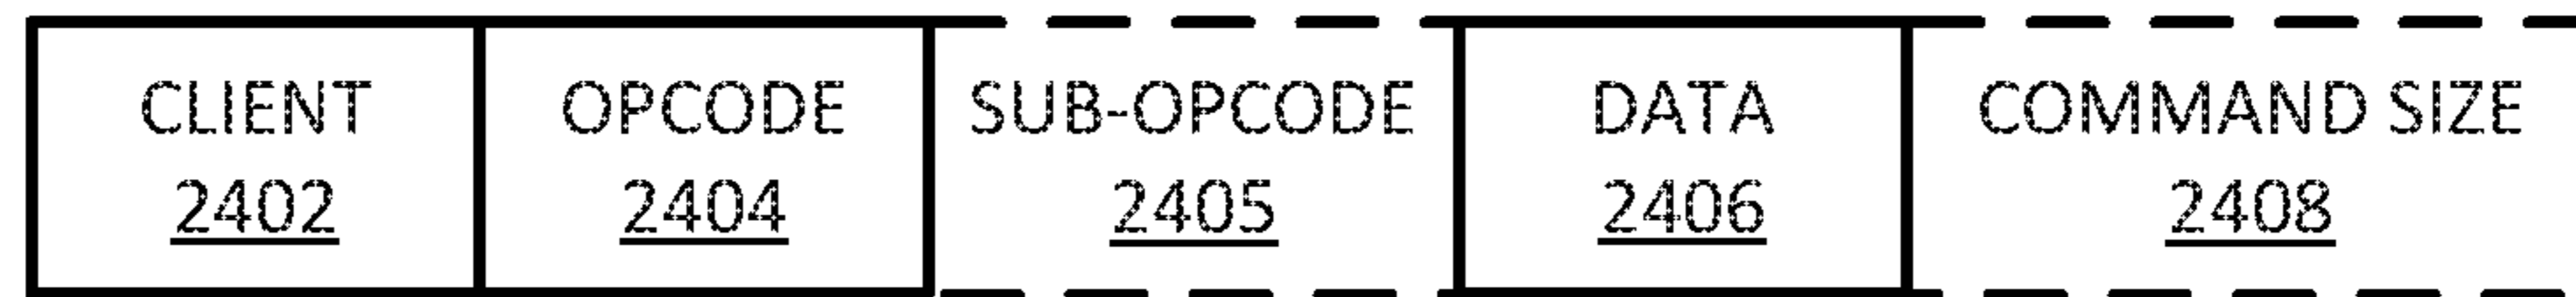 CLIENT OPCODE SUB-OPCODE DATA COMMAND SIZE
2402 2404 2405 2406 2408